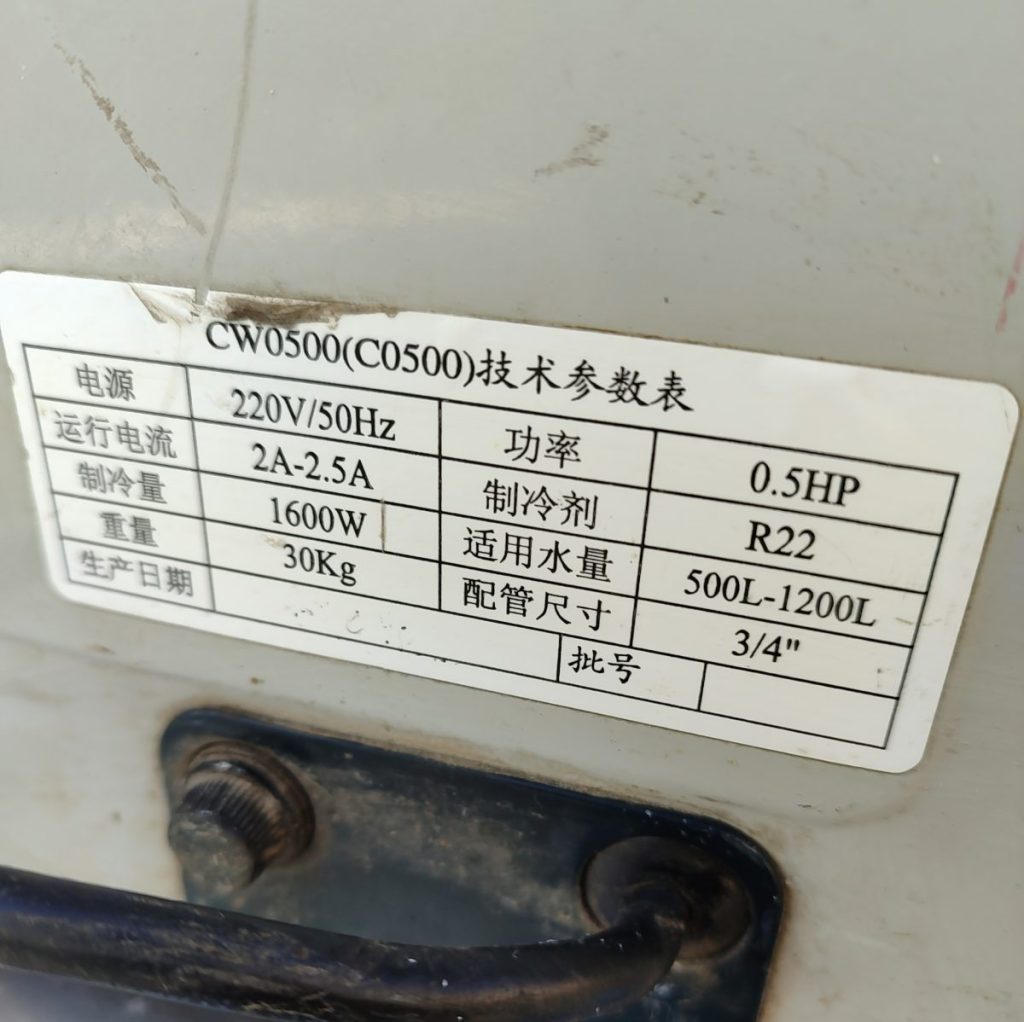 CW0500(C0500)技术参数表
电源 220V/50Hz 功率 0.5HP
运行电流 2A-2.5A 制冷剂 R22
制冷量 1600W 适用水量 500L-1200L
重量 30Kg 配管尺寸 3/4"
生产日期 批号